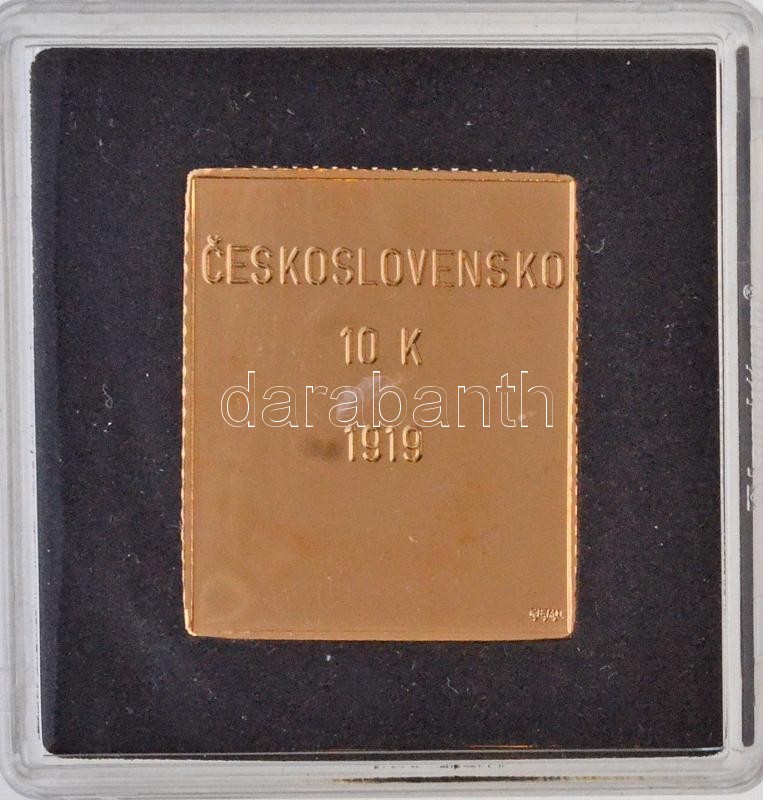 ČESKOSLOVENSKO
10 K
darabanth
1919